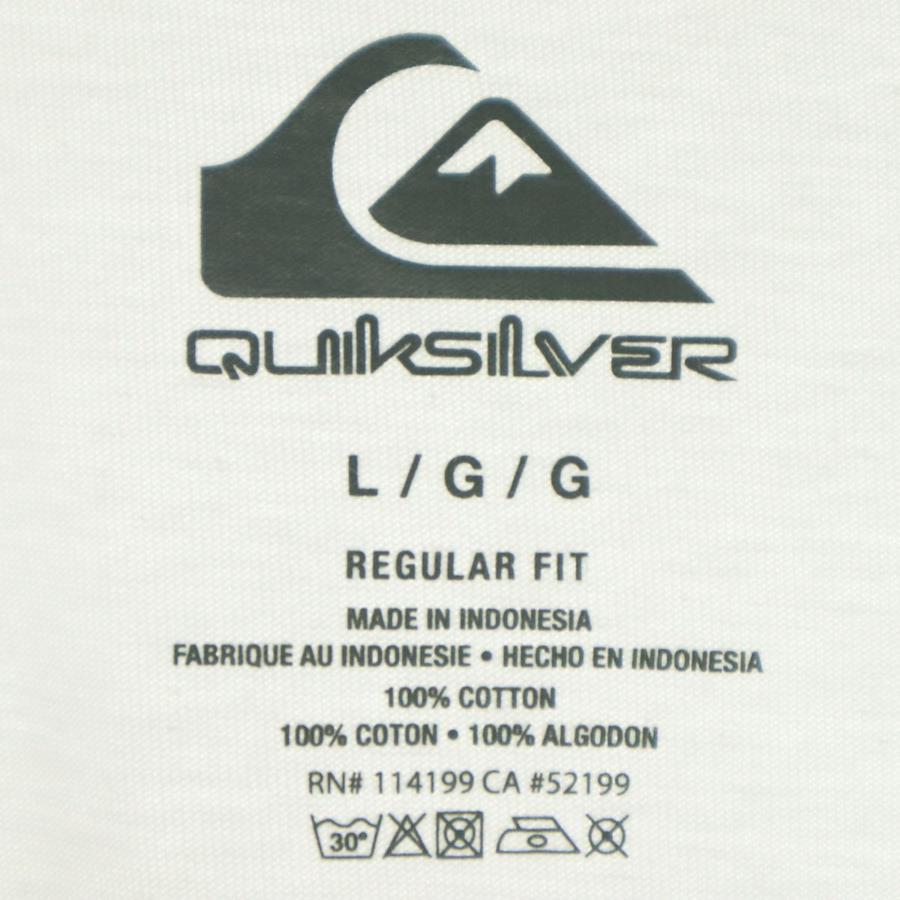 QUIKSILVER
L / G / G
REGULAR FIT
MADE IN INDONESIA
FABRIQUE AU INDONESIE • HECHO EN INDONESIA
100% COTTON
100% COTON • 100% ALGODON
RN# 114199 CA #52199
30°